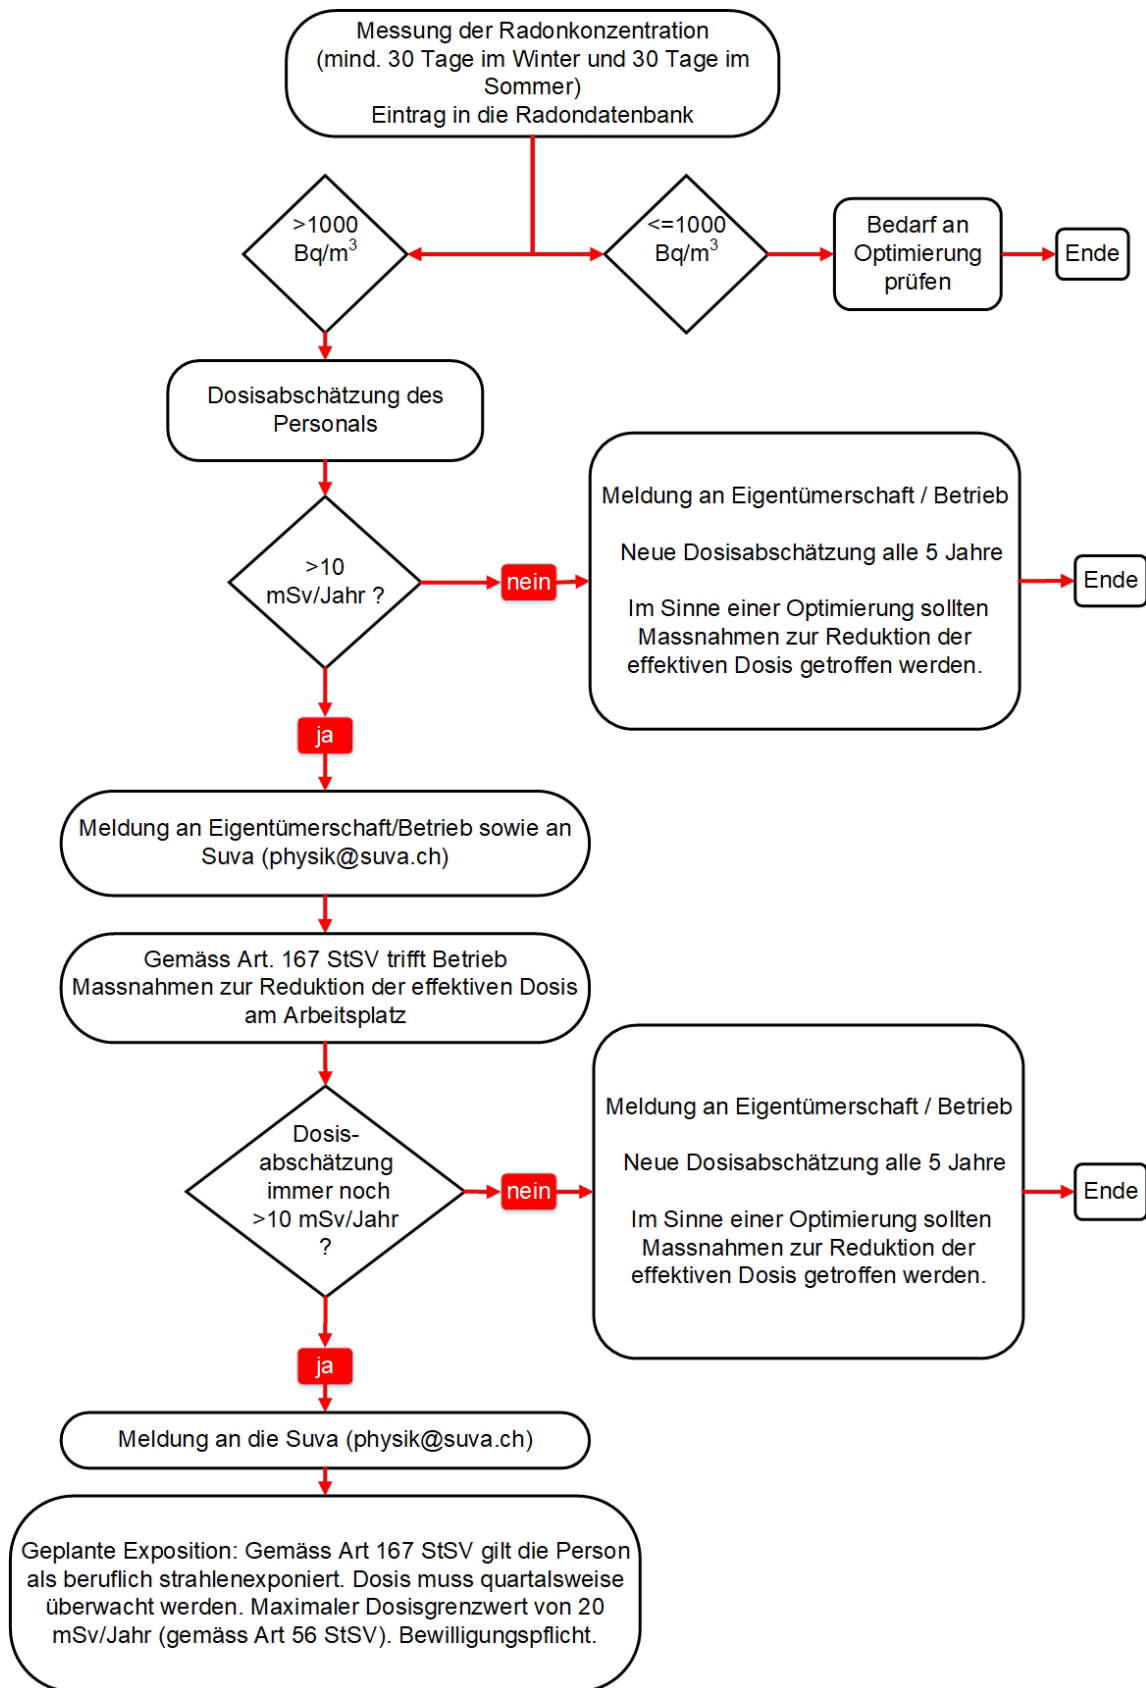 Messung der Radonkonzentration
(mind. 30 Tage im Winter und 30 Tage im
Sommer)
Eintrag in die Radondatenbank
>1000
Bq/m³
<=1000
Bq/m³
Bedarf an
Optimierung
prüfen
Ende
Dosisabschätzung des
Personals
>10
mSv/Jahr ?
nein
Meldung an Eigentümerschaft / Betrieb
Neue Dosisabschätzung alle 5 Jahre
Im Sinne einer Optimierung sollten
Massnahmen zur Reduktion der
effektiven Dosis getroffen werden.
Ende
ja
Meldung an Eigentümerschaft/Betrieb sowie an
Suva (physik@suva.ch)
Gemäss Art. 167 StSV trifft Betrieb
Massnahmen zur Reduktion der effektiven Dosis
am Arbeitsplatz
Dosis-
abschätzung
immer noch
>10 mSv/Jahr
?
nein
Meldung an Eigentümerschaft / Betrieb
Neue Dosisabschätzung alle 5 Jahre
Im Sinne einer Optimierung sollten
Massnahmen zur Reduktion der
effektiven Dosis getroffen werden.
Ende
ja
Meldung an die Suva (physik@suva.ch)
Geplante Exposition: Gemäss Art 167 StSV gilt die Person
als beruflich strahlenexponiert. Dosis muss quartalsweise
überwacht werden. Maximaler Dosisgrenzwert von 20
mSv/Jahr (gemäss Art 56 StSV). Bewilligungspflicht.